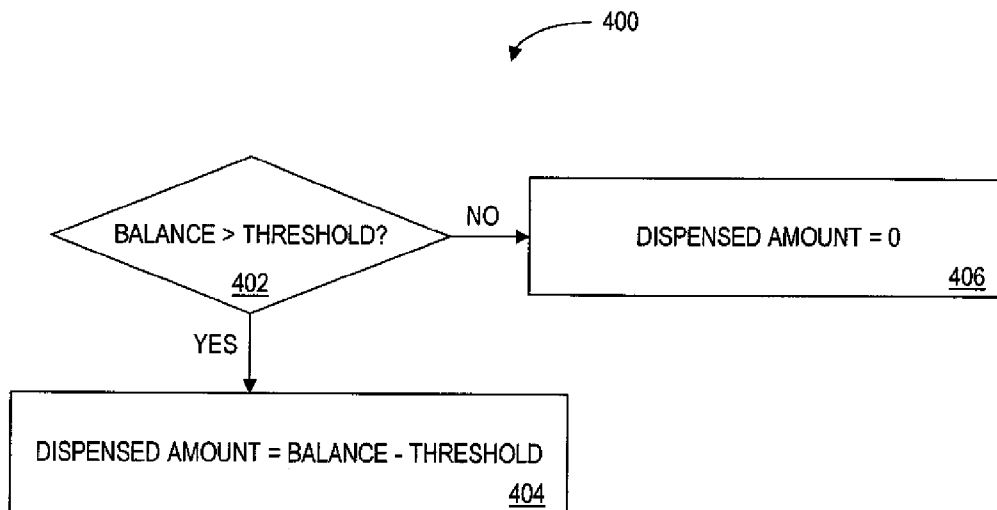 400
BALANCE > THRESHOLD?
402
NO
DISPENSED AMOUNT = 0
406
YES
DISPENSED AMOUNT = BALANCE - THRESHOLD
404